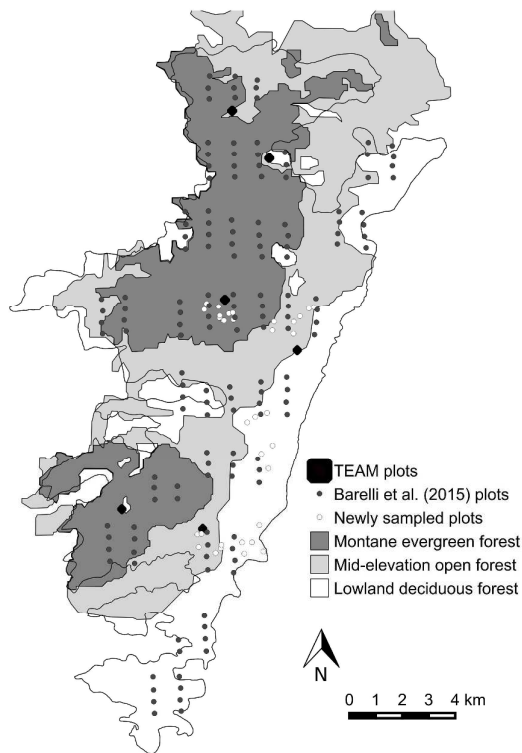 TEAM plots
Barelli et al. (2015) plots
Newly sampled plots
Montane evergreen forest
Mid-elevation open forest
Lowland deciduous forest
N
0 1 2 3 4 km